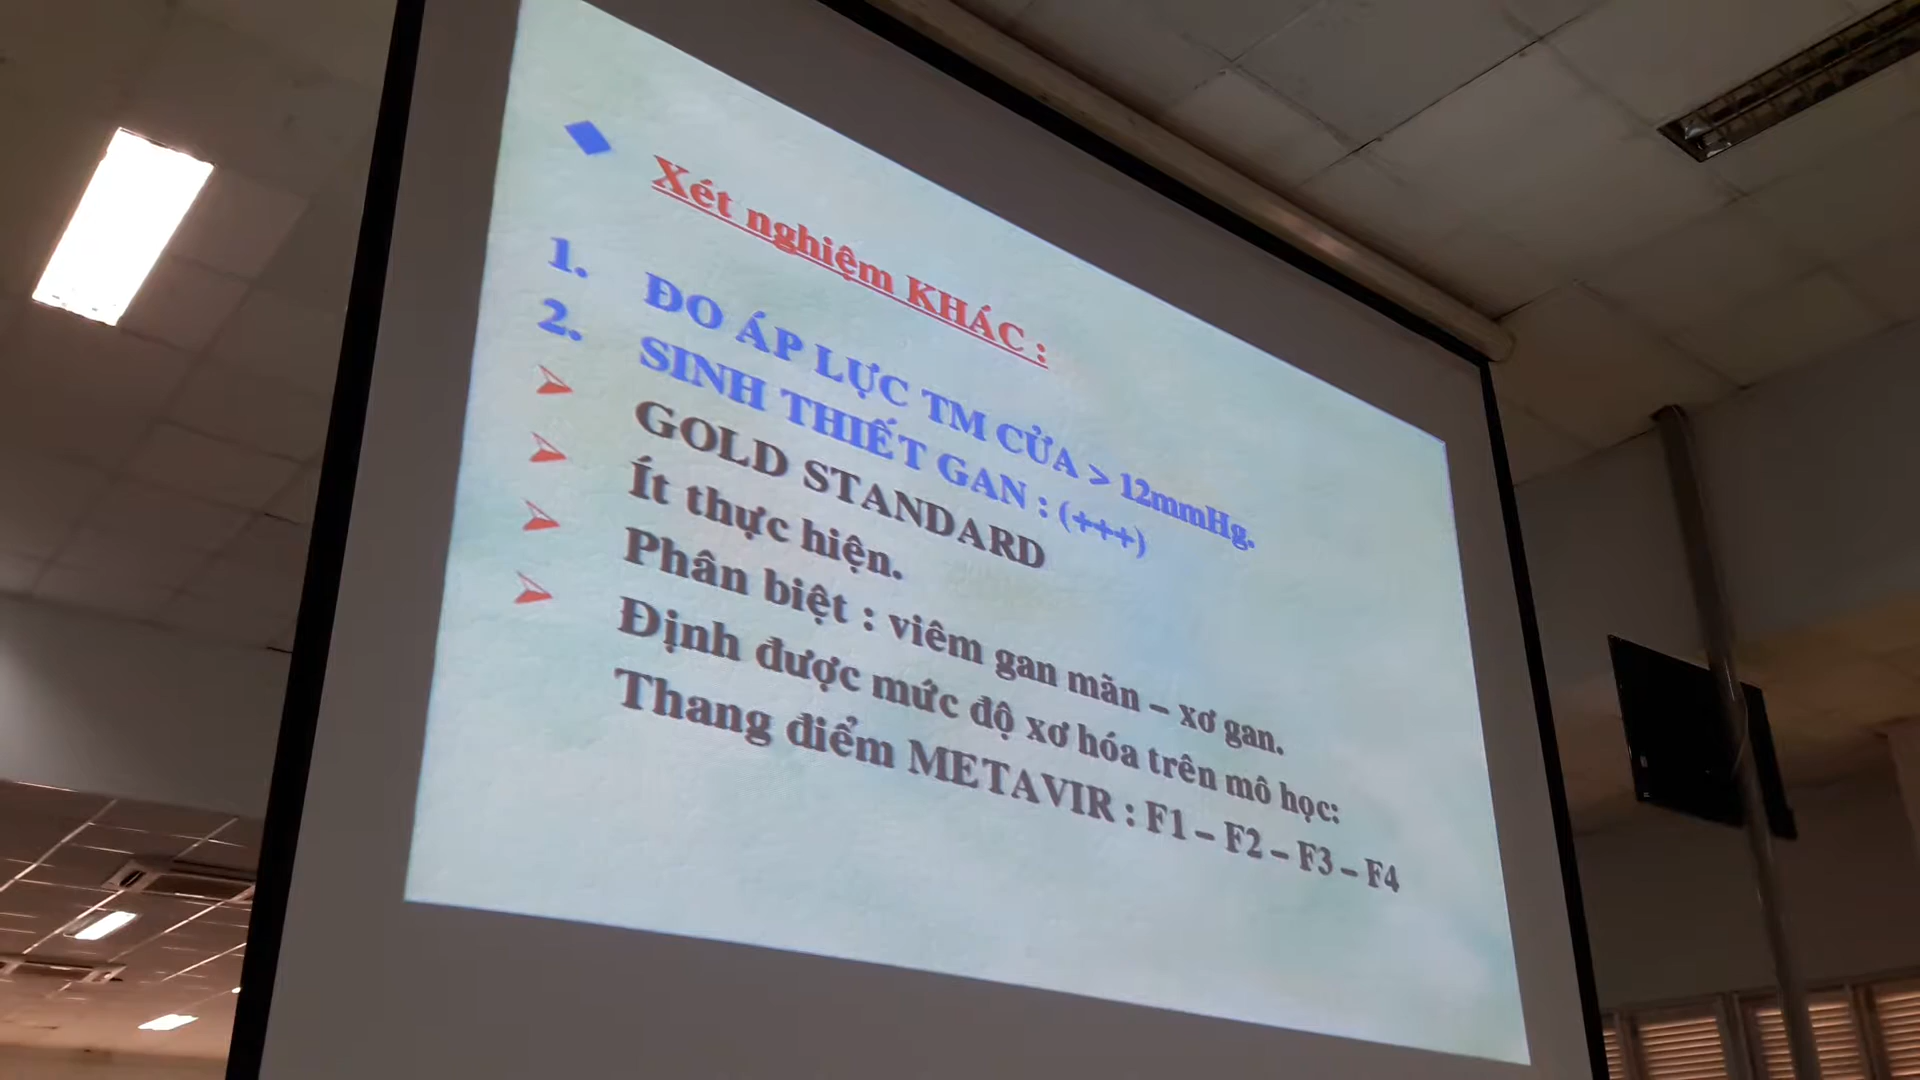 Xét nghiệm KHÁC :
1. ĐO ÁP LỰC TM CỬA > 12mmHg.
2. SINH THIẾT GAN : (+++)
GOLD STANDARD
Ít thực hiện.
Phân biệt : viêm gan mãn – xơ gan.
Định được mức độ xơ hóa trên mô học:
Thang điểm METAVIR : F1 – F2 – F3 – F4